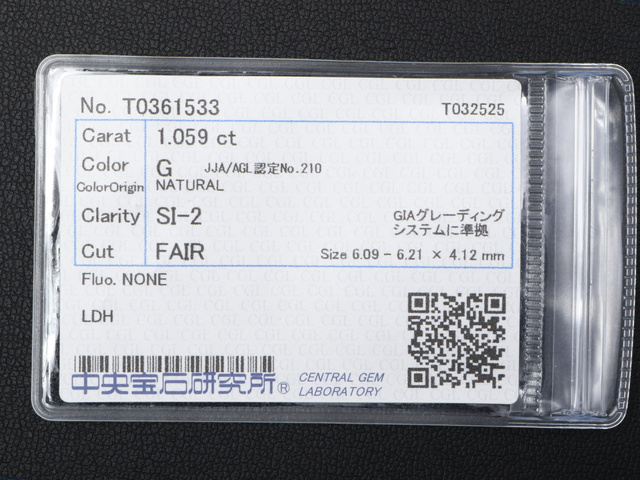 No. T0361533 T032525
Carat 1.059 ct
Color G JJA/AGL認定No.210
ColorOrigin NATURAL
Clarity SI-2 GIAグレーディング
システムに準拠
Cut FAIR Size 6.09 - 6.21 × 4.12 mm
Fluo. NONE
LDH
中央宝石研究所® CENTRAL GEM
LABORATORY